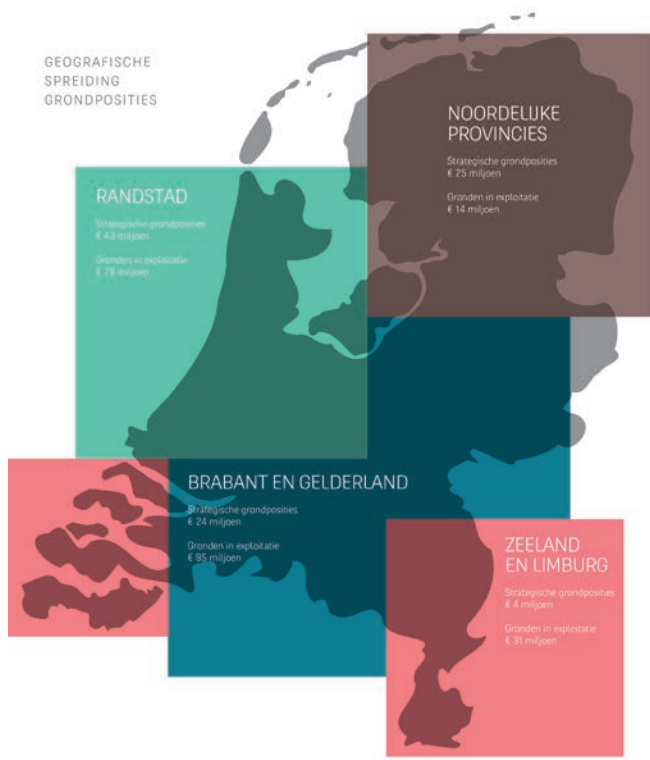 GEOGRAFISCHE
SPREIDING
GRONDPOSITIES
NOORDELIJKE
PROVINCIES
Strategische grondposities
€ 25 miljoen
Gronden in exploitatie
€ 14 miljoen
RANDSTAD
Strategische grondposities
€ 43 miljoen
Gronden in exploitatie
€ 78 miljoen
BRABANT EN GELDERLAND
Strategische grondposities
€ 24 miljoen
Gronden in exploitatie
€ 95 miljoen
ZEELAND
EN LIMBURG
Strategische grondposities
€ 4 miljoen
Gronden in exploitatie
€ 31 miljoen